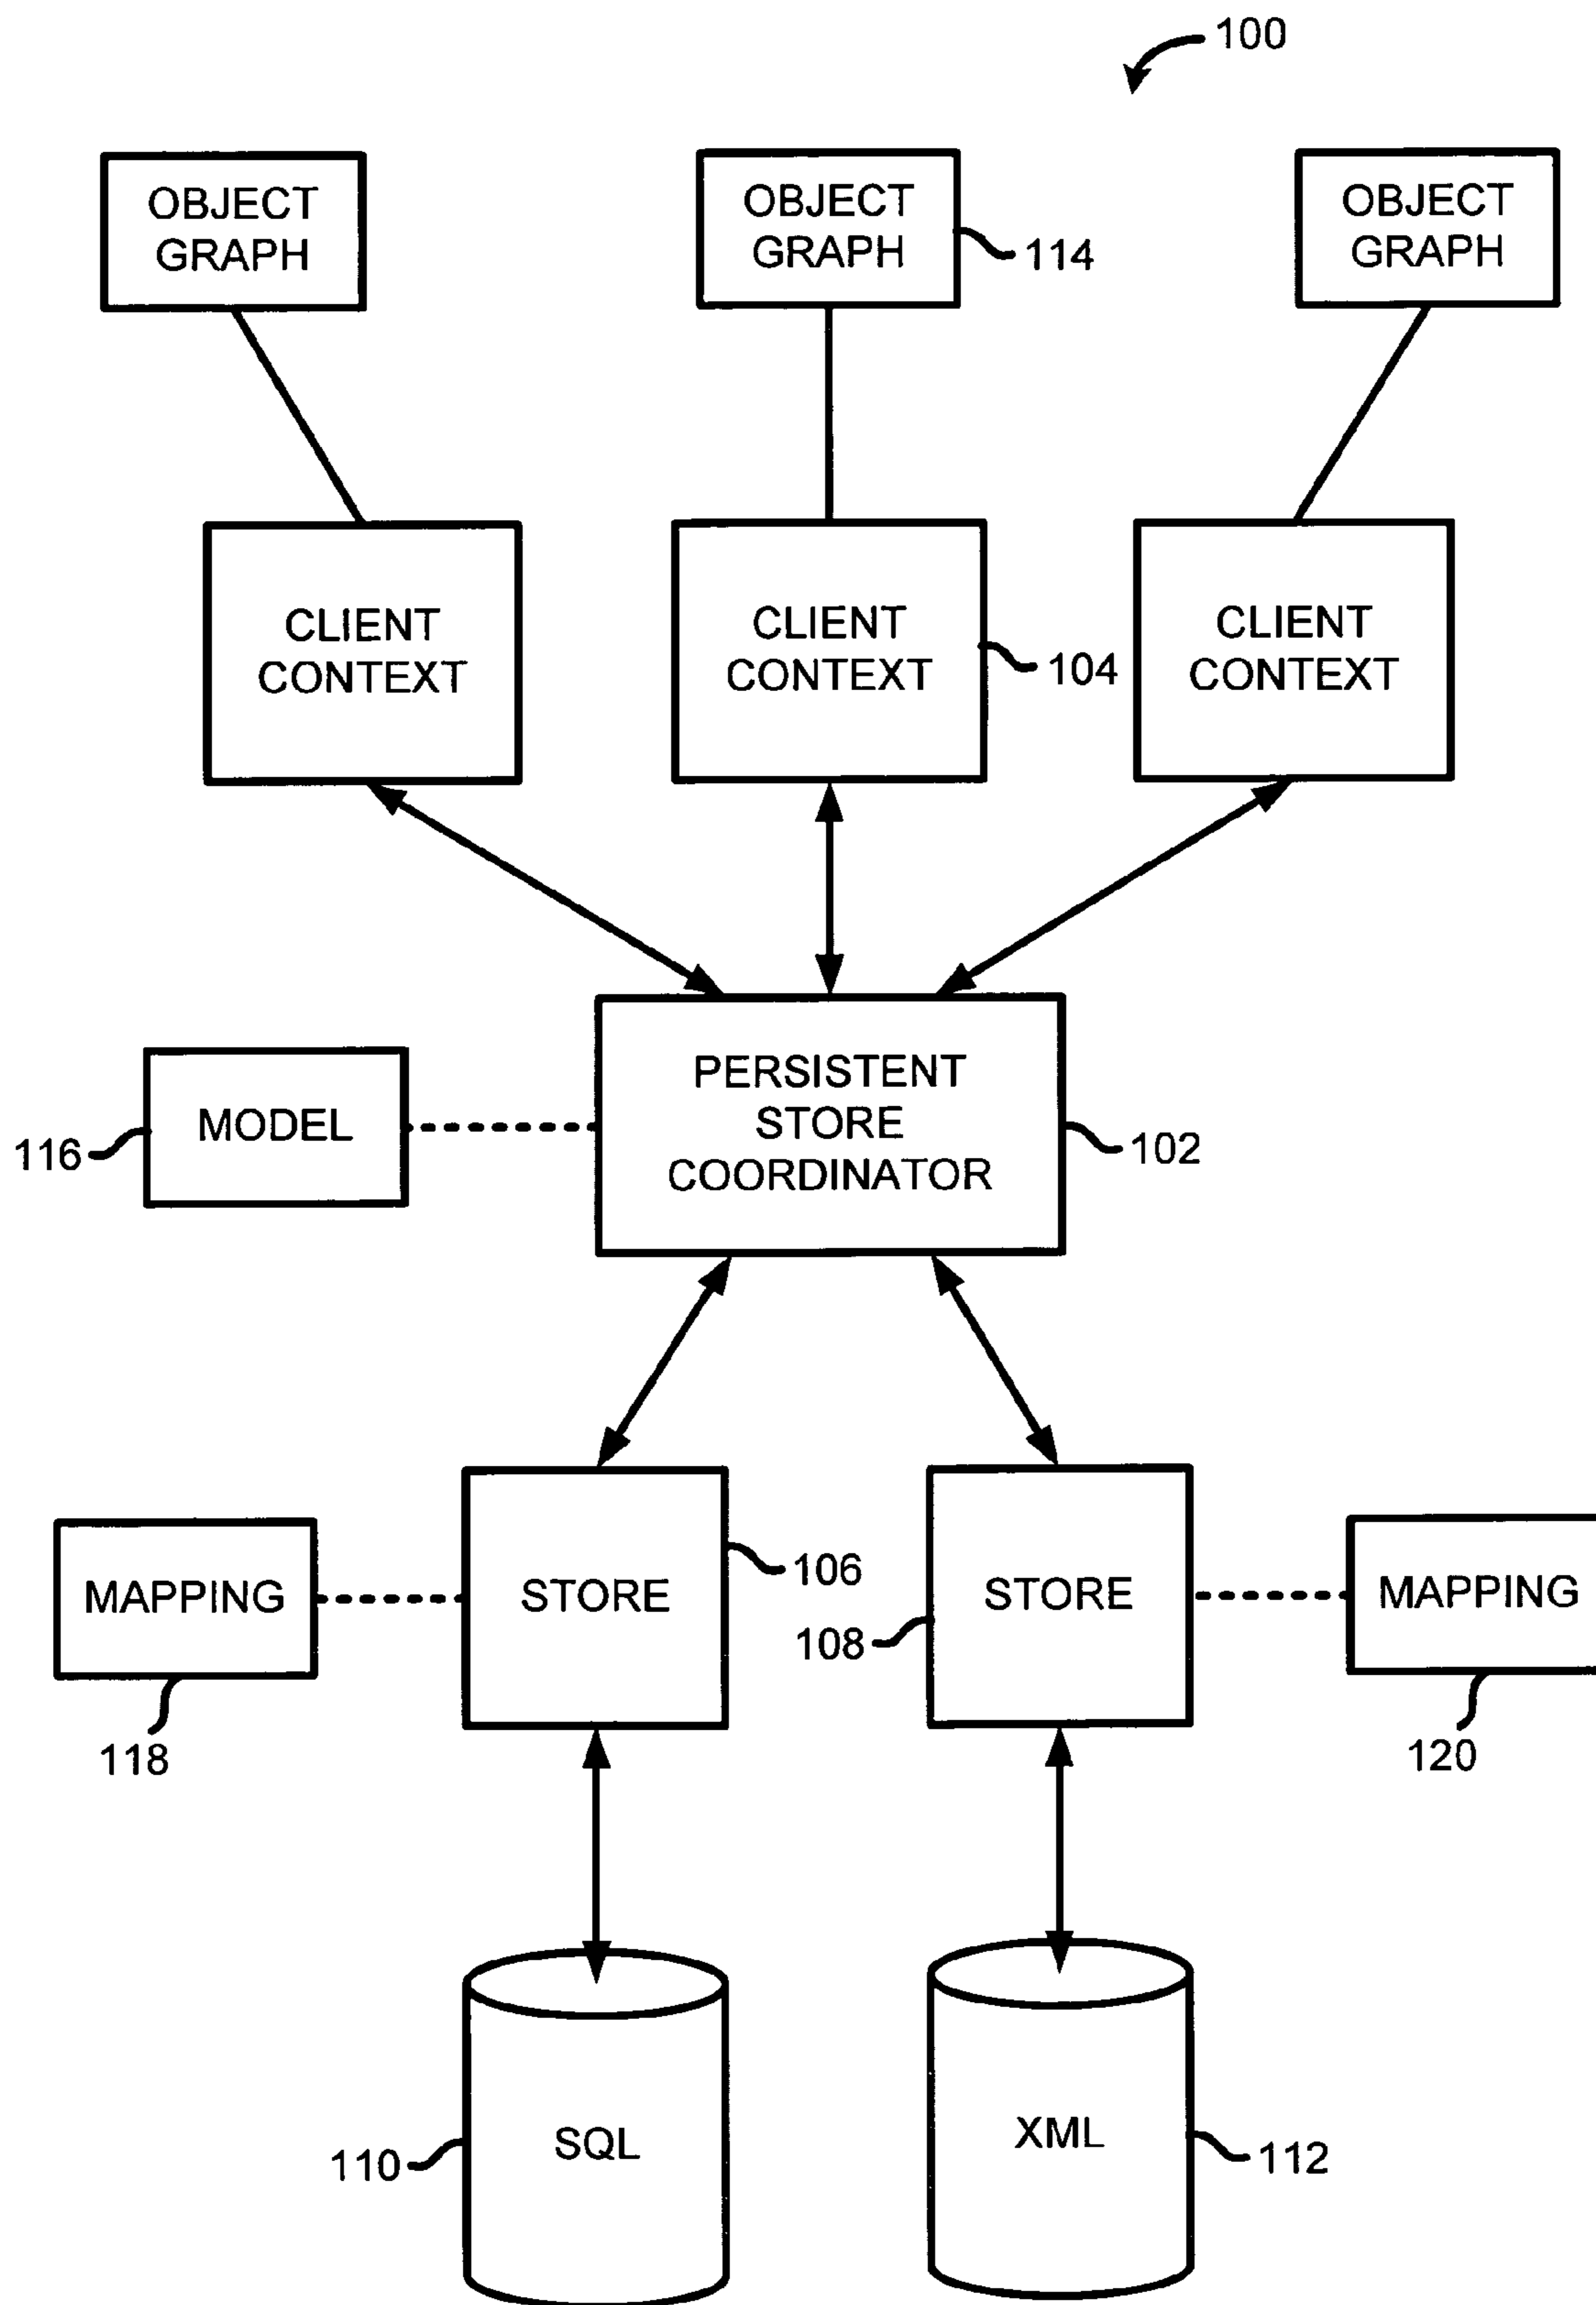 100
OBJECT
GRAPH
OBJECT
GRAPH
114
OBJECT
GRAPH
CLIENT
CONTEXT
CLIENT
CONTEXT
104
CLIENT
CONTEXT
116
MODEL
PERSISTENT
STORE
COORDINATOR
102
MAPPING
118
STORE
106
108
STORE
MAPPING
120
110
SQL
XML
112